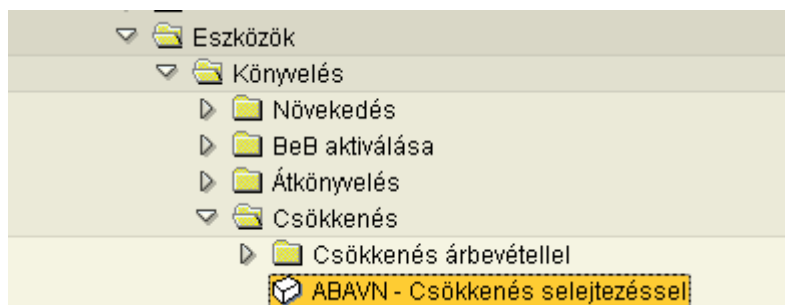 Eszközök
Könyvelés
Növekedés
BeB aktiválása
Átkönyvelés
Csökkenés
Csökkenés árbevétellel
ABAVN - Csökkenés selejtezéssel